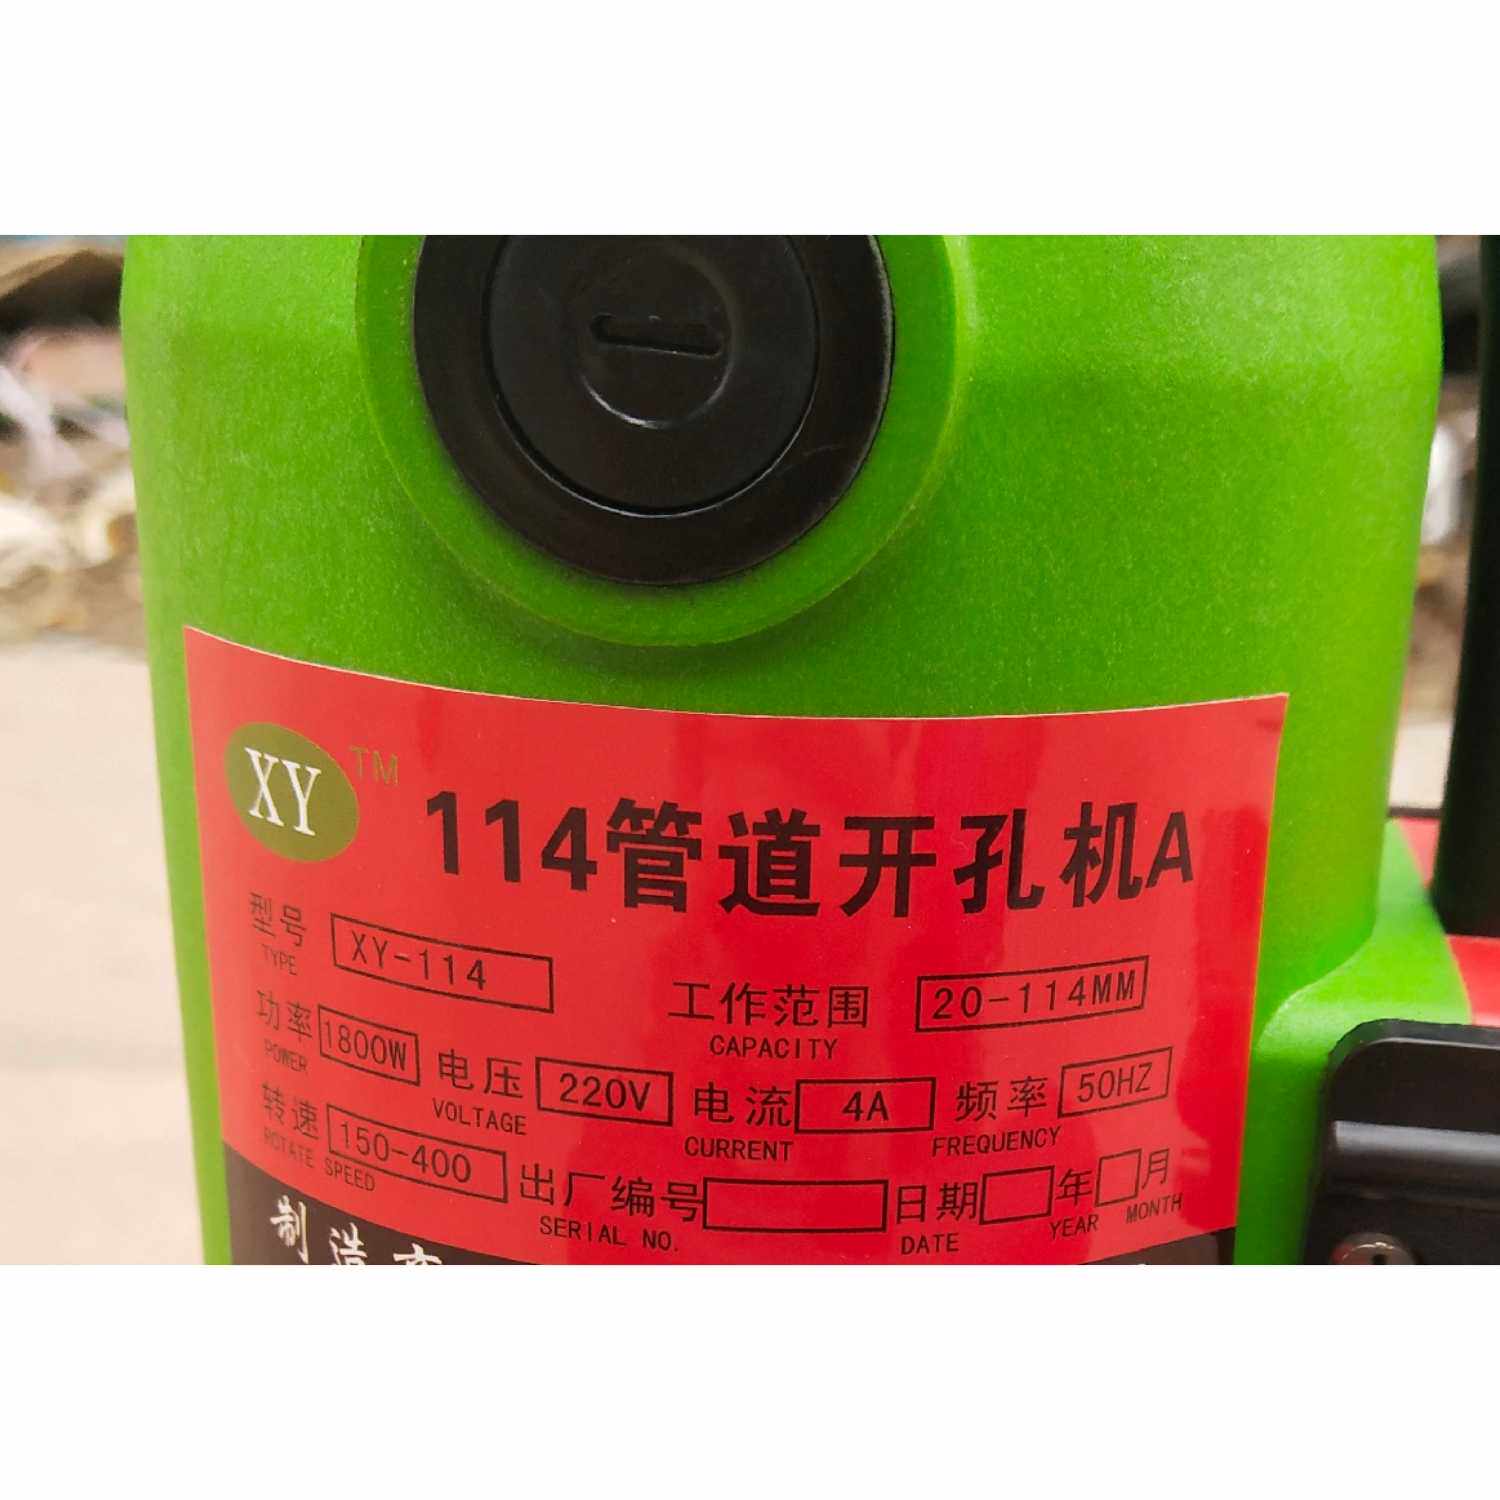 XY TM
114管道开孔机A
型号 XY-114
TYPE
工作范围 20-114MM
CAPACITY
功率 1800W 电压 220V 电流 4A 频率 50HZ
POWER VOLTAGE CURRENT FREQUENCY
转速 150-400 出厂编号 日期 年 月
ROTATE SPEED SERIAL NO. DATE YEAR MONTH
制造